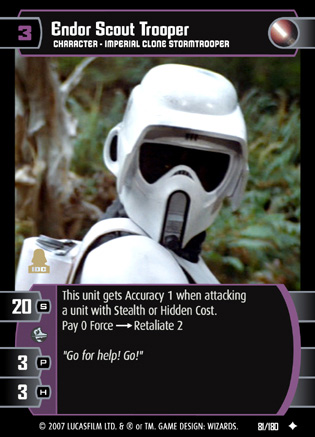 3
Endor Scout Trooper
CHARACTER • IMPERIAL CLONE STORMTROOPER
IDC
20 S
This unit gets Accuracy 1 when attacking
a unit with Stealth or Hidden Cost.
Pay 0 Force → Retaliate 2
3 P
"Go for help! Go!"
3 H
© 2007 LUCASFILM LTD. & ® or TM. GAME DESIGN: WIZARDS.
81/180